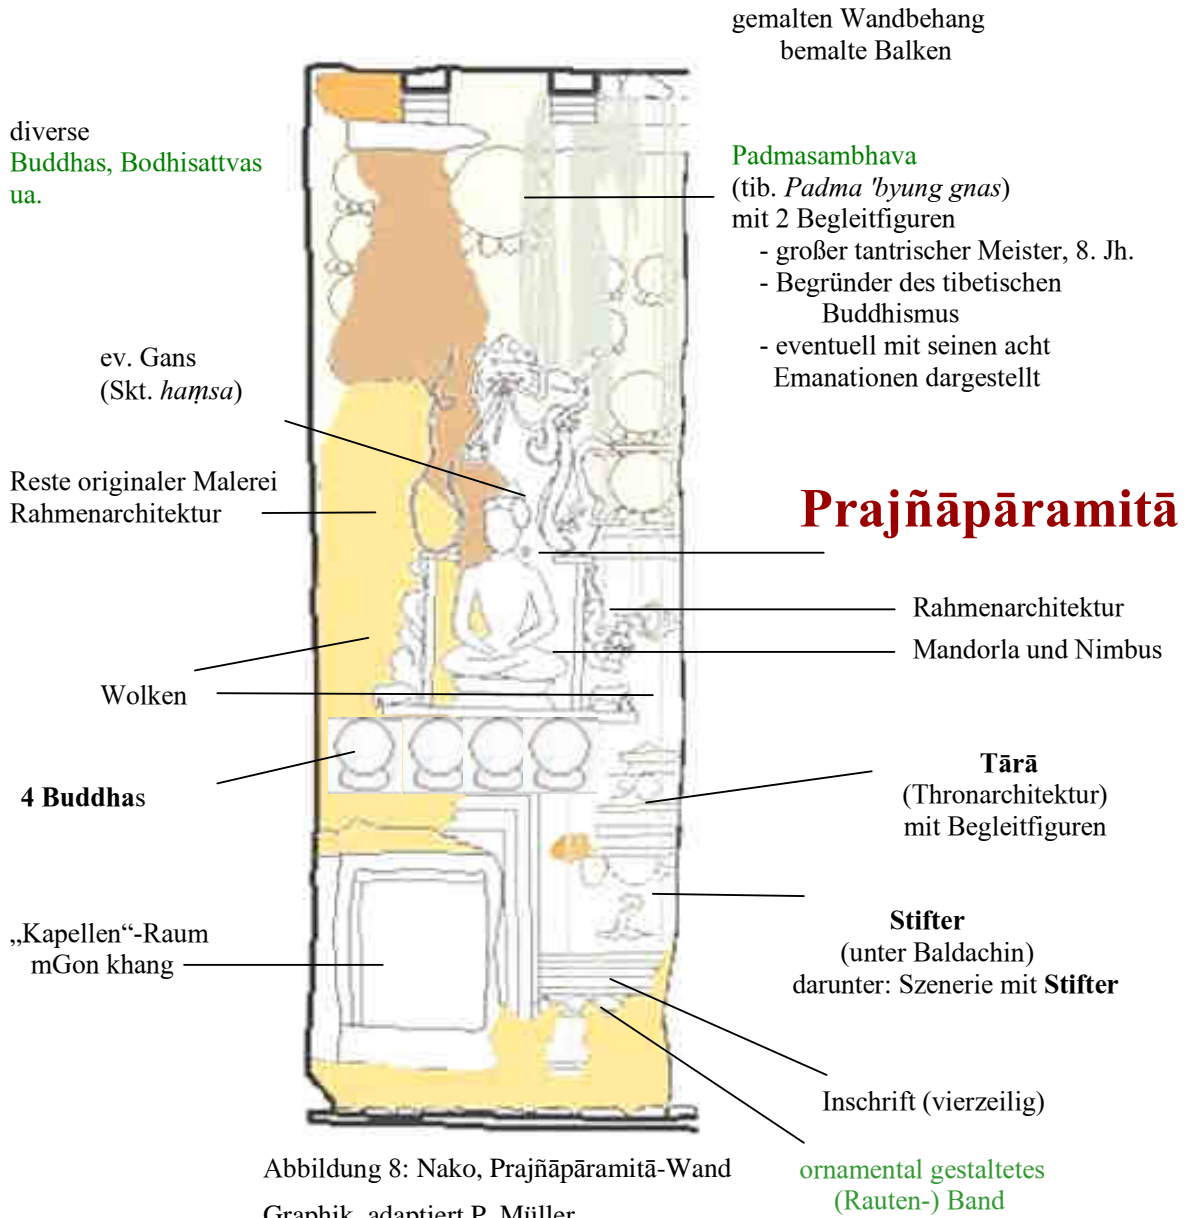 gemalten Wandbehang
bemalte Balken
diverse
Buddhas, Bodhisattvas
ua.
Padmasambhava
(tib. Padma 'byung gnas)
mit 2 Begleitfiguren
- großer tantrischer Meister, 8. Jh.
- Begründer des tibetischen
Buddhismus
- eventuell mit seinen acht
Emanationen dargestellt
ev. Gans
(Skt. haṃsa)
Reste originaler Malerei
Rahmenarchitektur
Prajñāpāramitā
Rahmenarchitektur
Mandorla und Nimbus
Wolken
4 Buddhas
Tārā
(Thronarchitektur)
mit Begleitfiguren
Stifter
(unter Baldachin)
darunter: Szenerie mit Stifter
„Kapellen“-Raum
mGon khang
Inschrift (vierzeilig)
ornamental gestaltetes
(Rauten-) Band
Abbildung 8: Nako, Prajñāpāramitā-Wand
Graphik, adaptiert P. Müller